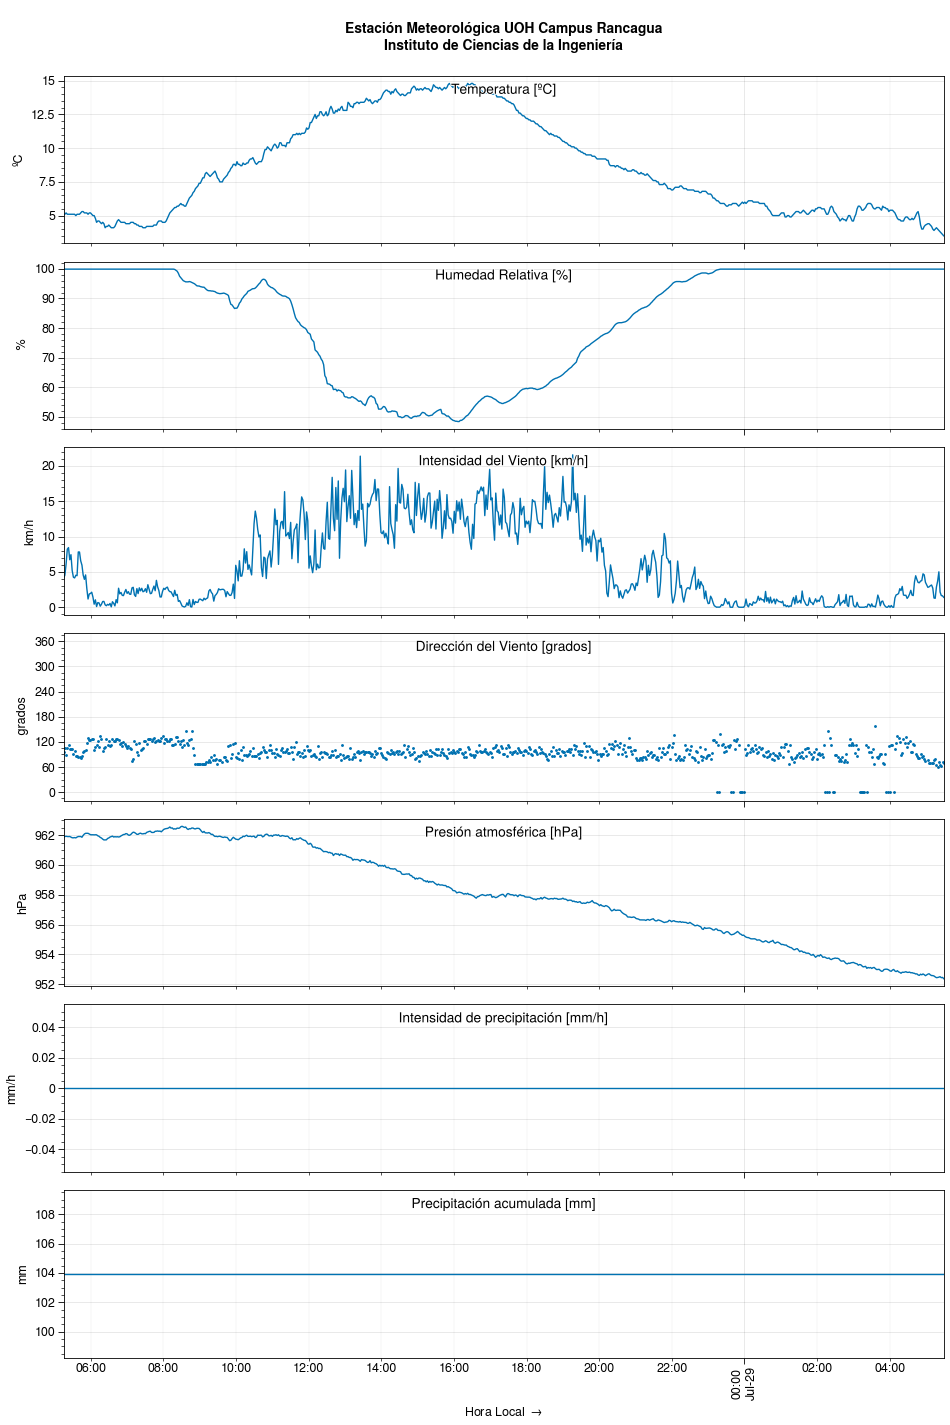 Estación Meteorológica UOH Campus Rancagua
Instituto de Ciencias de la Ingeniería
Temperatura [ºC]
15
12.5
10
7.5
5
ºC
Humedad Relativa [%]
100
90
80
70
60
50
%
Intensidad del Viento [km/h]
20
15
10
5
0
km/h
Dirección del Viento [grados]
360
300
240
180
120
60
0
grados
Presión atmosférica [hPa]
962
960
958
956
954
952
hPa
Intensidad de precipitación [mm/h]
0.04
0.02
0
−0.02
−0.04
mm/h
Precipitación acumulada [mm]
108
106
104
102
100
mm
06:00 08:00 10:00 12:00 14:00 16:00 18:00 20:00 22:00 00:00 02:00 04:00
Jul-29
Hora Local →